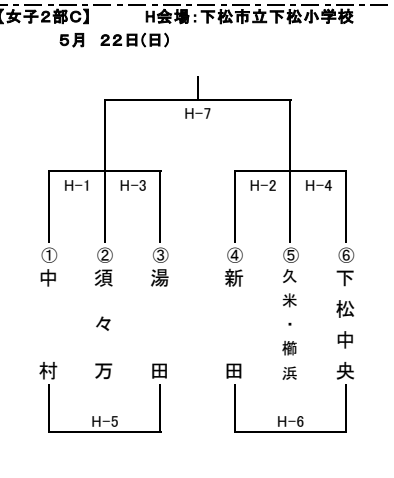 【女子2部C】 H会場:下松市立下松小学校
5月 22日(日)
H-7
H-1 H-3 H-2 H-4
① ② ③ ④ ⑤ ⑥
中村
須々万
湯田
新田
久米・櫛浜
下松中央
H-5 H-6